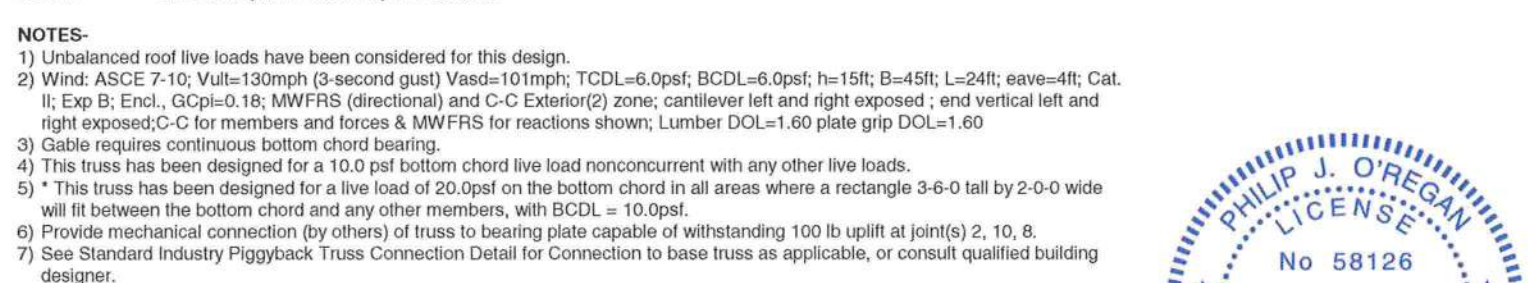 NOTES-
1) Unbalanced roof live loads have been considered for this design.
2) Wind: ASCE 7-10; Vult=130mph (3-second gust) Vasd=101mph; TCDL=6.0psf; BCDL=6.0psf; h=15ft; B=45ft; L=24ft; eave=4ft; Cat.
II; Exp B; Encl., GCpi=0.18; MWFRS (directional) and C-C Exterior(2) zone; cantilever left and right exposed ; end vertical left and
right exposed;C-C for members and forces & MWFRS for reactions shown; Lumber DOL=1.60 plate grip DOL=1.60
3) Gable requires continuous bottom chord bearing.
4) This truss has been designed for a 10.0 psf bottom chord live load nonconcurrent with any other live loads.
5) * This truss has been designed for a live load of 20.0psf on the bottom chord in all areas where a rectangle 3-6-0 tall by 2-0-0 wide
will fit between the bottom chord and any other members, with BCDL = 10.0psf.
6) Provide mechanical connection (by others) of truss to bearing plate capable of withstanding 100 lb uplift at joint(s) 2, 10, 8.
7) See Standard Industry Piggyback Truss Connection Detail for Connection to base truss as applicable, or consult qualified building
designer.
PHILIP J. O'REGAN
LICENSE
No 58126